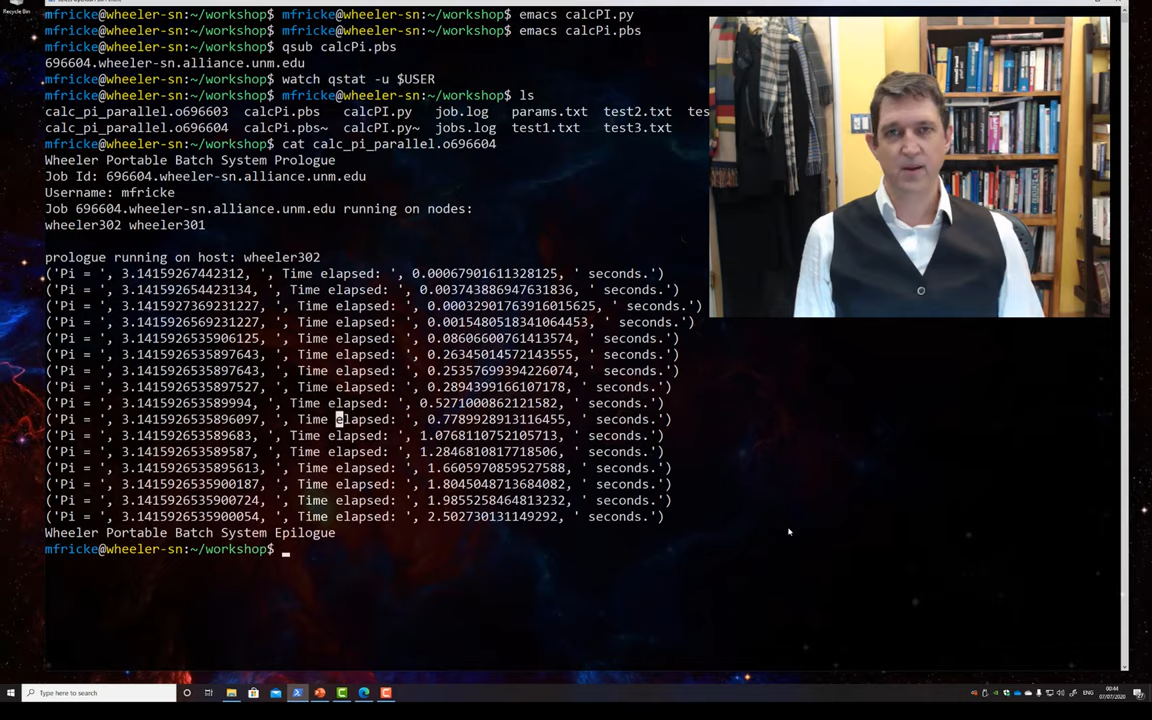 Recycle Bin
mfricke@wheeler-sn:~/workshop$ mfricke@wheeler-sn:~/workshop$ emacs calcPI.py
mfricke@wheeler-sn:~/workshop$ mfricke@wheeler-sn:~/workshop$ emacs calcPi.pbs
mfricke@wheeler-sn:~/workshop$ qsub calcPi.pbs
696604.wheeler-sn.alliance.unm.edu
mfricke@wheeler-sn:~/workshop$ watch qstat -u $USER
mfricke@wheeler-sn:~/workshop$ mfricke@wheeler-sn:~/workshop$ ls
calc_pi_parallel.o696603 calcPi.pbs calcPI.py job.log params.txt test2.txt tes
calc_pi_parallel.o696604 calcPi.pbs~ calcPI.py~ jobs.log test1.txt test3.txt
mfricke@wheeler-sn:~/workshop$ cat calc_pi_parallel.o696604
Wheeler Portable Batch System Prologue
Job Id: 696604.wheeler-sn.alliance.unm.edu
Username: mfricke
Job 696604.wheeler-sn.alliance.unm.edu running on nodes:
wheeler302 wheeler301
prologue running on host: wheeler302
('Pi = ', 3.14159267442312, ', Time elapsed: ', 0.00067901611328125, ' seconds.')
('Pi = ', 3.141592654423134, ', Time elapsed: ', 0.003743886947631836, ' seconds.')
('Pi = ', 3.1415927369231227, ', Time elapsed: ', 0.00032901763916015625, ' seconds.')
('Pi = ', 3.1415926569231227, ', Time elapsed: ', 0.0015480518341064453, ' seconds.')
('Pi = ', 3.1415926535906125, ', Time elapsed: ', 0.08606600761413574, ' seconds.')
('Pi = ', 3.1415926535897643, ', Time elapsed: ', 0.26345014572143555, ' seconds.')
('Pi = ', 3.1415926535897643, ', Time elapsed: ', 0.25357699394226074, ' seconds.')
('Pi = ', 3.1415926535897527, ', Time elapsed: ', 0.2894399166107178, ' seconds.')
('Pi = ', 3.141592653589994, ', Time elapsed: ', 0.5271000862121582, ' seconds.')
('Pi = ', 3.1415926535896097, ', Time elapsed: ', 0.7789928913116455, ' seconds.')
('Pi = ', 3.141592653589683, ', Time elapsed: ', 1.0768110752105713, ' seconds.')
('Pi = ', 3.141592653589587, ', Time elapsed: ', 1.2846810817718506, ' seconds.')
('Pi = ', 3.1415926535895613, ', Time elapsed: ', 1.6605970859527588, ' seconds.')
('Pi = ', 3.1415926535900187, ', Time elapsed: ', 1.8045048713684082, ' seconds.')
('Pi = ', 3.1415926535900724, ', Time elapsed: ', 1.9855258464813232, ' seconds.')
('Pi = ', 3.1415926535900054, ', Time elapsed: ', 2.502730131149292, ' seconds.')
Wheeler Portable Batch System Epilogue
mfricke@wheeler-sn:~/workshop$
Type here to search
ENG
00:44
07/07/2020